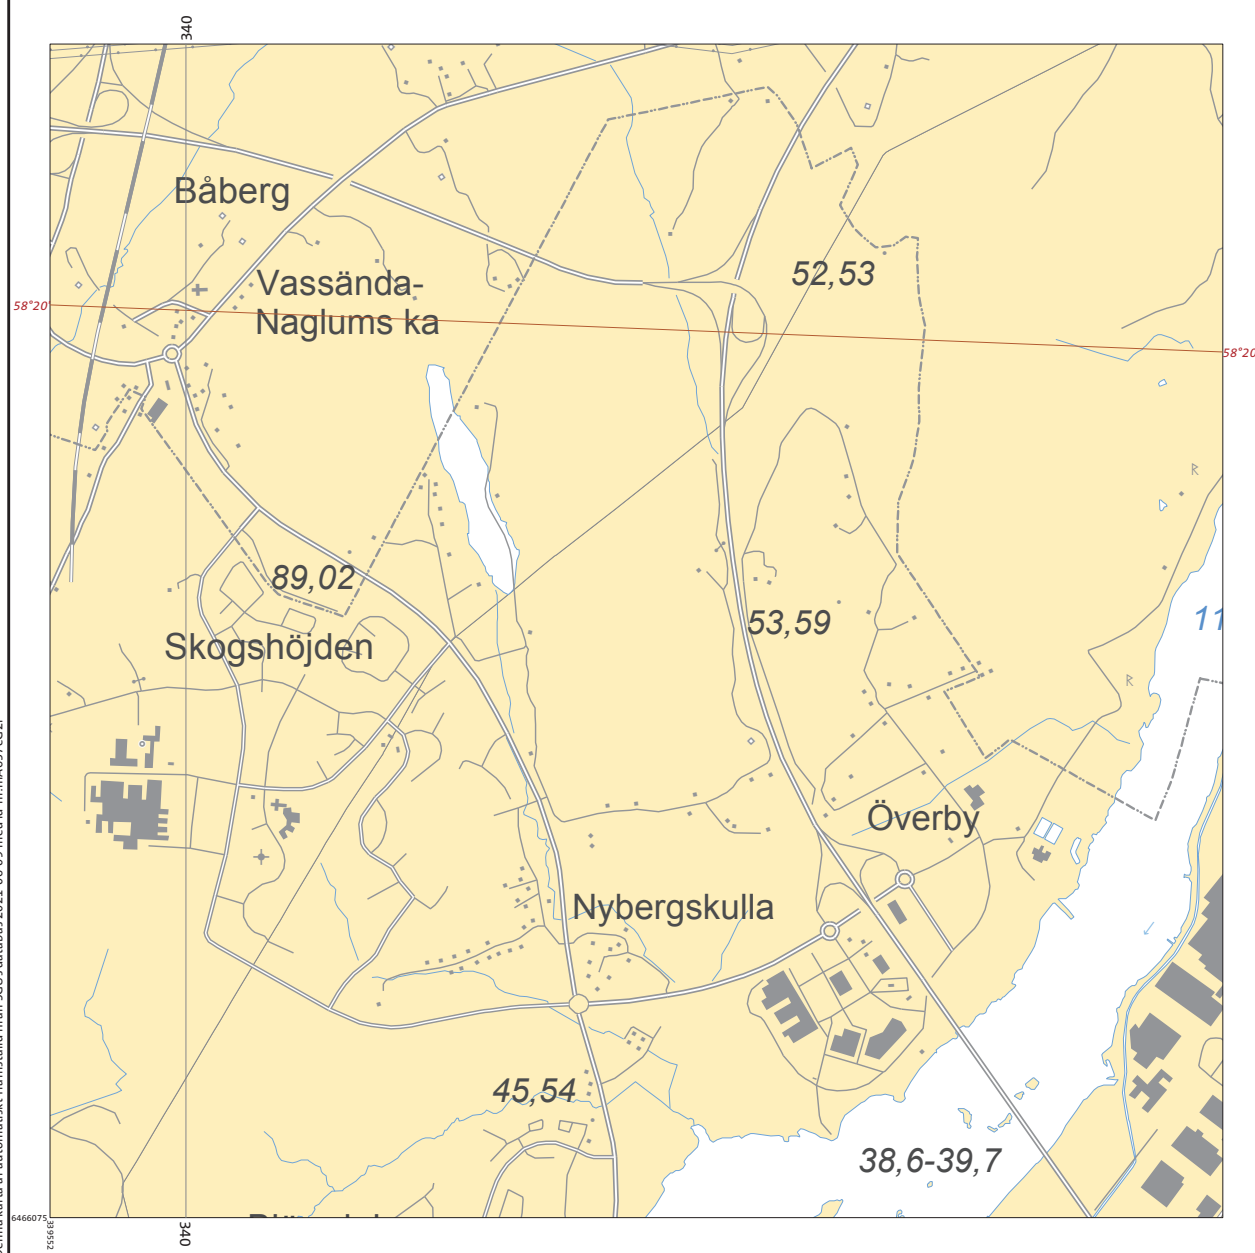 340
Båberg
52,53
Vassända-
Naglums ka
58°20'
58°20
89,02
11
53,59
Skogshöjden
Överby
Nybergskulla
45,54
38,6-39,7
6466075
339552
340
R
R